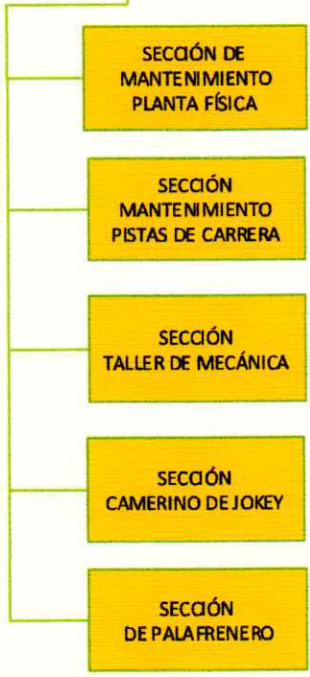 SECCIÓN DE
MANTENIMIENTO
PLANTA FÍSICA
SECCIÓN
MANTENIMIENTO
PISTAS DE CARRERA
SECCIÓN
TALLER DE MECÁNICA
SECCIÓN
CAMERINO DE JOKEY
SECCIÓN
DE PALAFRENERO